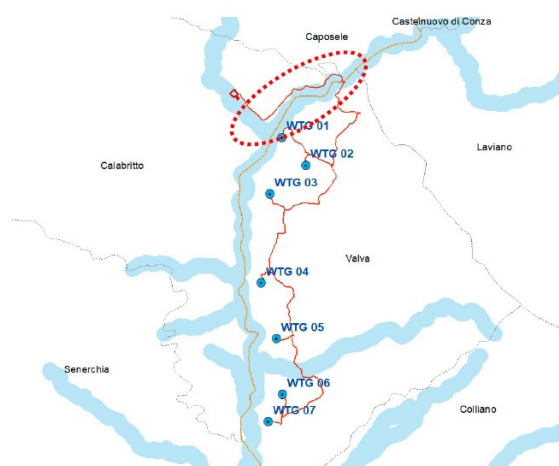 Castelnuovo di Conza
Caposele
WTG 01
Laviano
WTG 02
Calabritto
WTG 03
Valva
WTG 04
WTG 05
Senerchia
WTG 06
Colliano
WTG 07